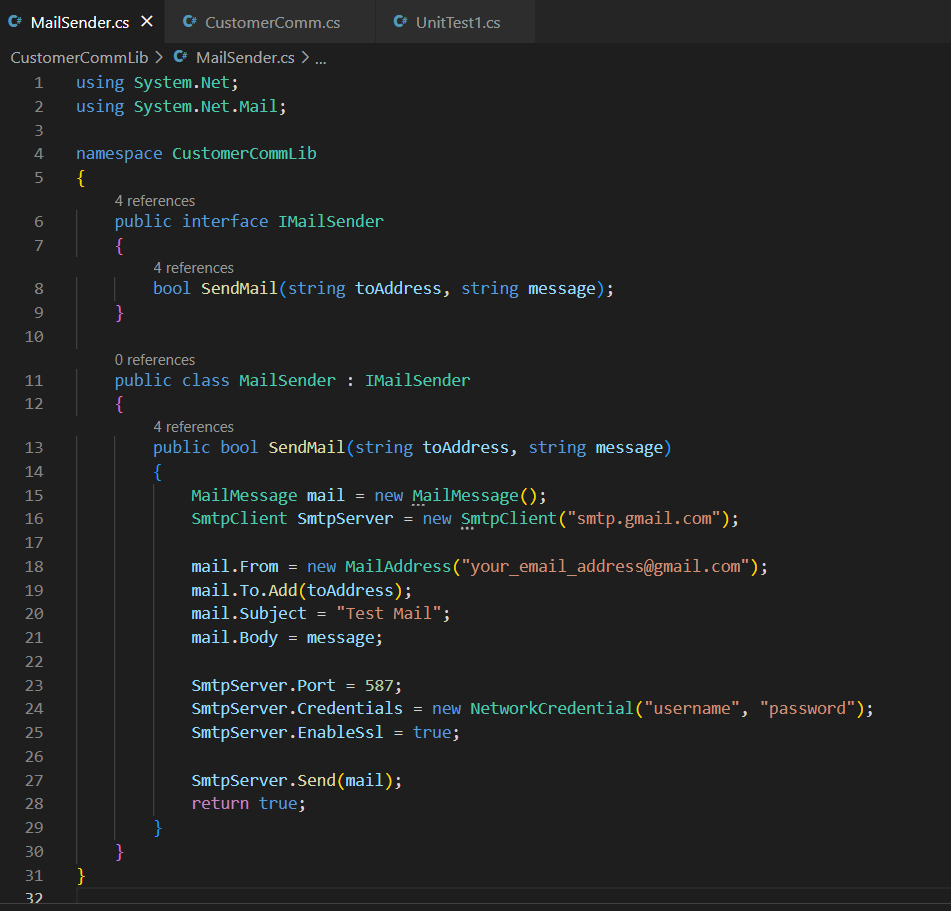 MailSender.cs CustomerComm.cs UnitTest1.cs
CustomerCommLib > MailSender.cs > ...
1 using System.Net;
2 using System.Net.Mail;
3
4 namespace CustomerCommLib
5 {
4 references
6 public interface IMailSender
7 {
4 references
8 bool SendMail(string toAddress, string message);
9 }
10
0 references
11 public class MailSender : IMailSender
12 {
4 references
13 public bool SendMail(string toAddress, string message)
14 {
15 MailMessage mail = new MailMessage();
16 SmtpClient SmtpServer = new SmtpClient("smtp.gmail.com");
17
18 mail.From = new MailAddress("your_email_address@gmail.com");
19 mail.To.Add(toAddress);
20 mail.Subject = "Test Mail";
21 mail.Body = message;
22
23 SmtpServer.Port = 587;
24 SmtpServer.Credentials = new NetworkCredential("username", "password");
25 SmtpServer.EnableSsl = true;
26
27 SmtpServer.Send(mail);
28 return true;
29 }
30 }
31 }
32